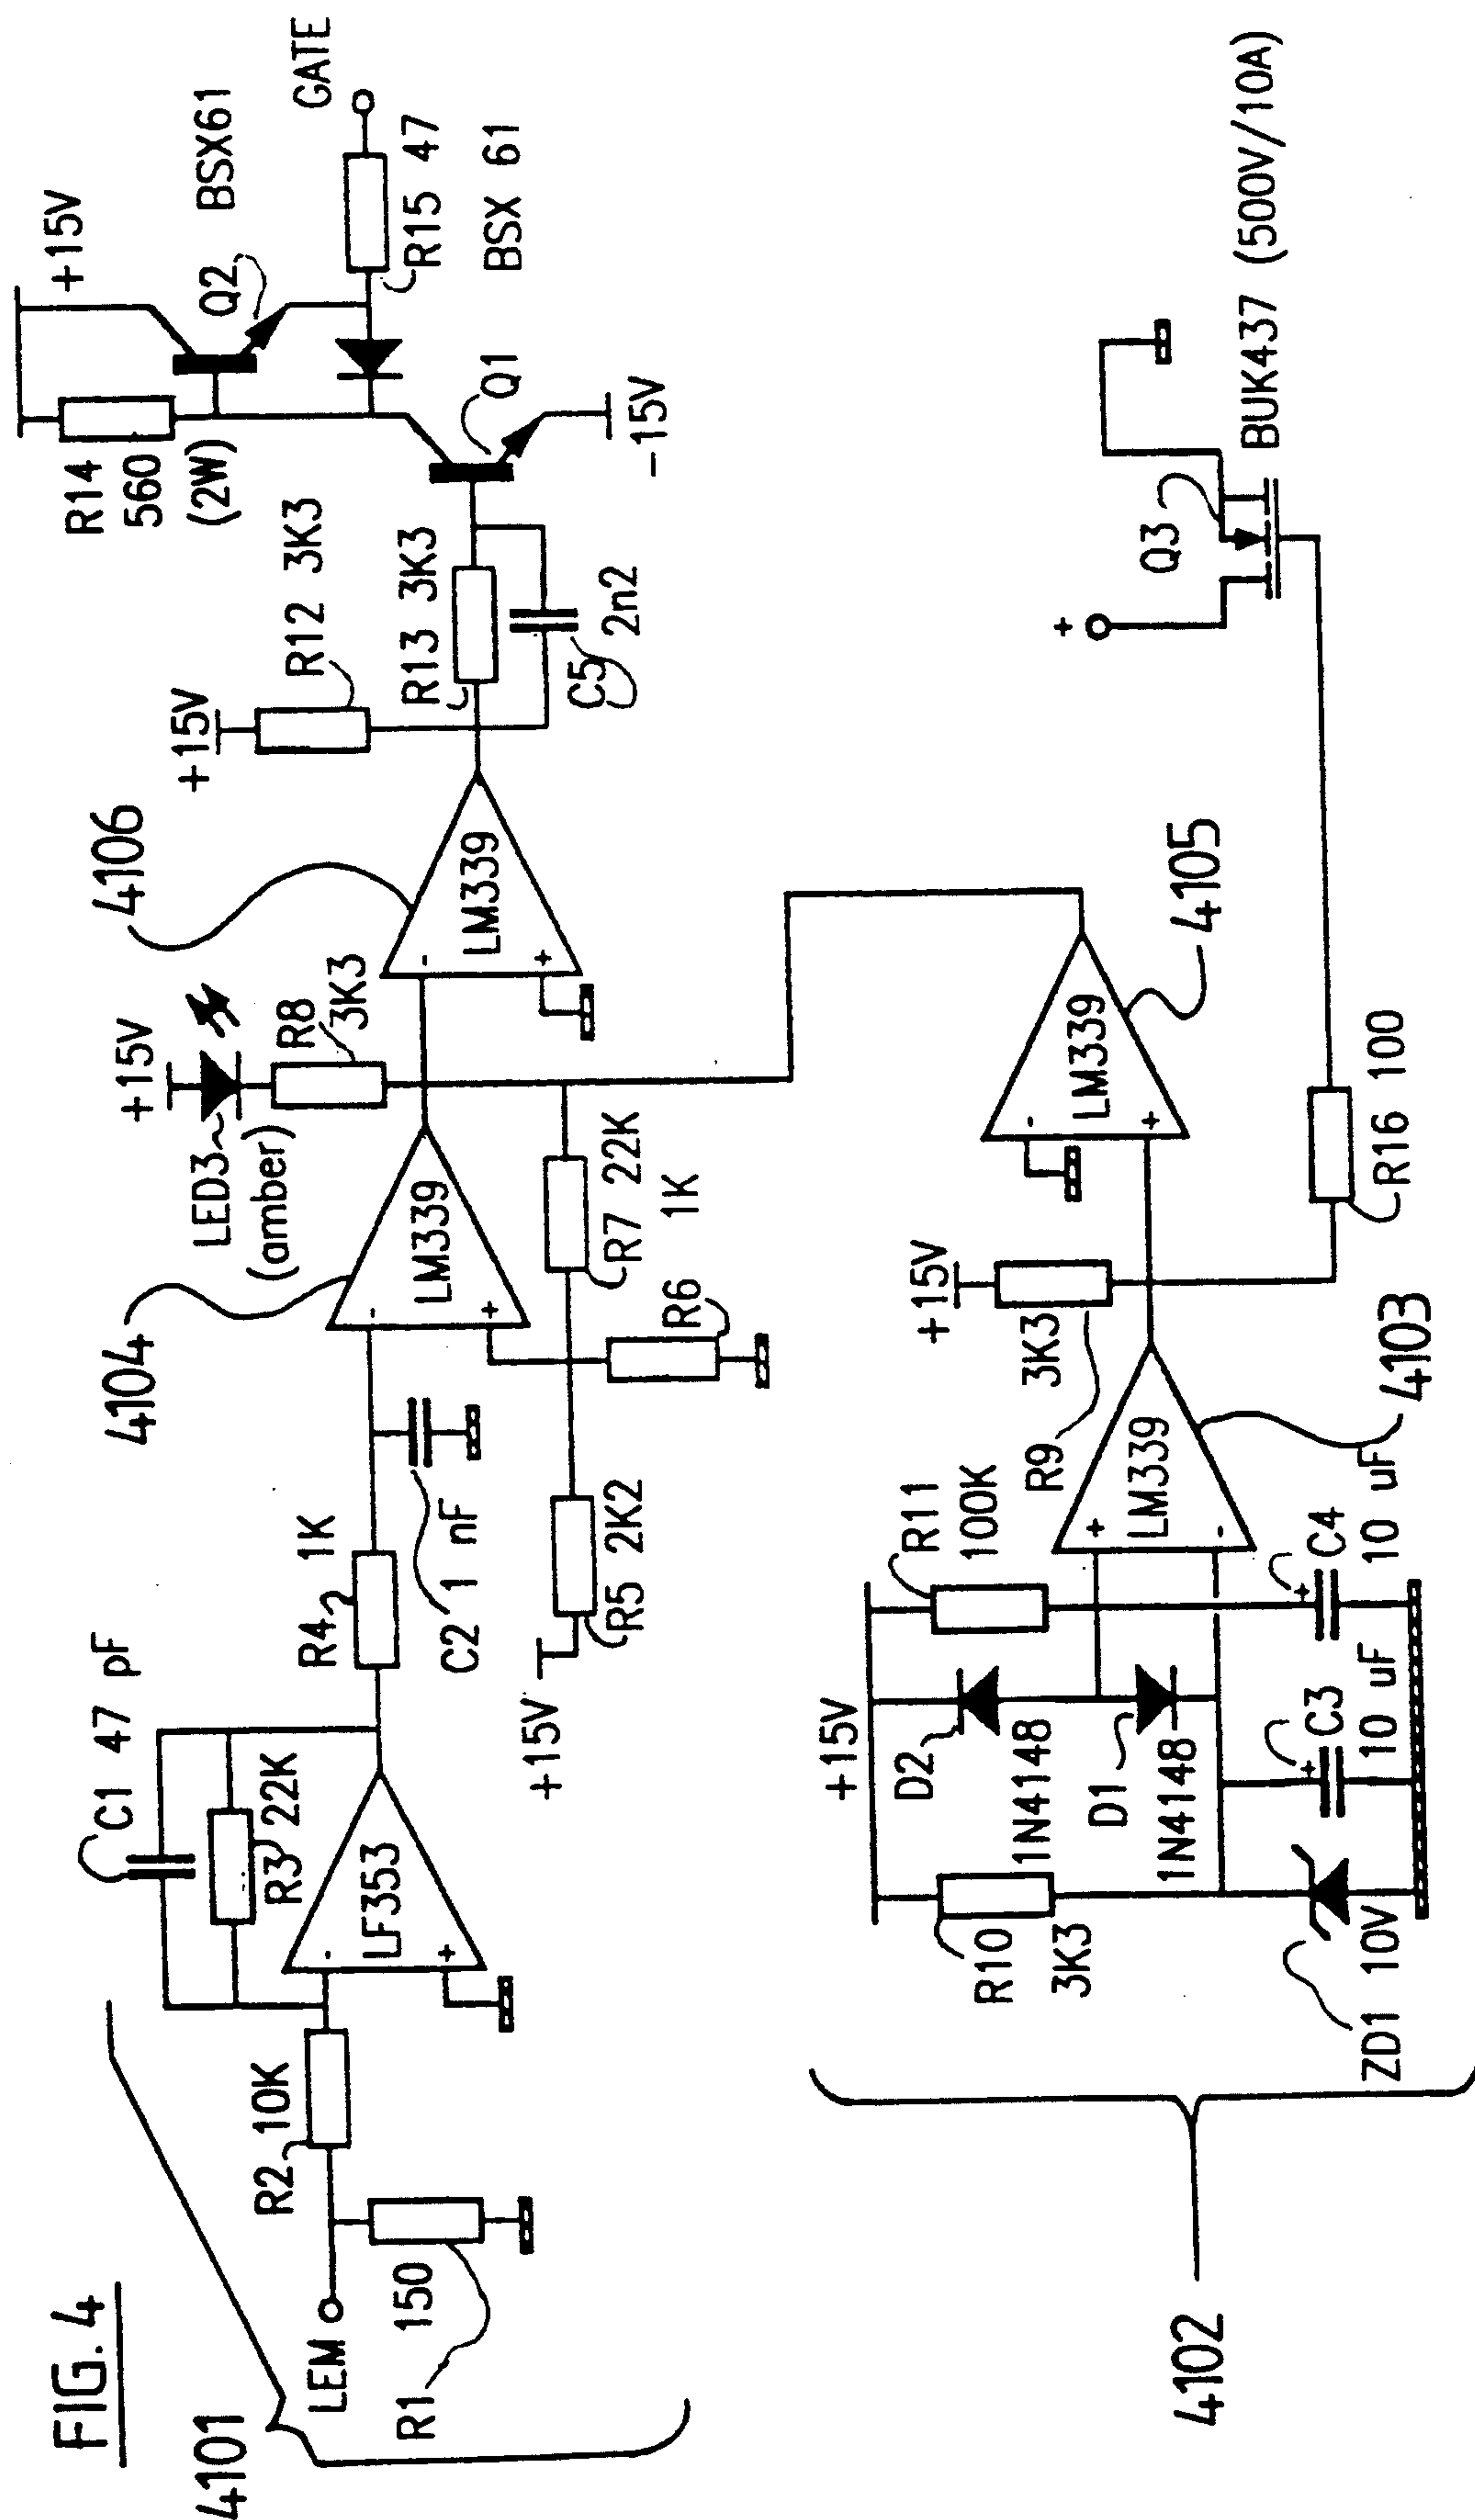 FIG. 4
4101
LEM
R1 150
R2 10K
C1 47 pF
R3 22K
LF353
-
+
R4 1K
C2 1 nF
+15V
R5 2K2
4104
LM339
-
+
R6 1K
R7 22K
+15V
LED3
(amber)
R8
3K3
4106
LM339
-
+
+15V
R12 3K3
R13 3K3
C5 2n2
+15V
R14
560
(2W)
Q2
BSX61
Q1
BSX 61
-15V
R15 47
GATE
4102
+15V
R10
3K3
ZD1 10V
D2
1N4148
D1
1N4148
+
C3
10 uF
R11
100K
+
C4
10 uF
LM339
+
-
4103
+15V
R9
3K3
LM339
-
+
4105
R16 100
+
Q3
BUK437 (500V/10A)